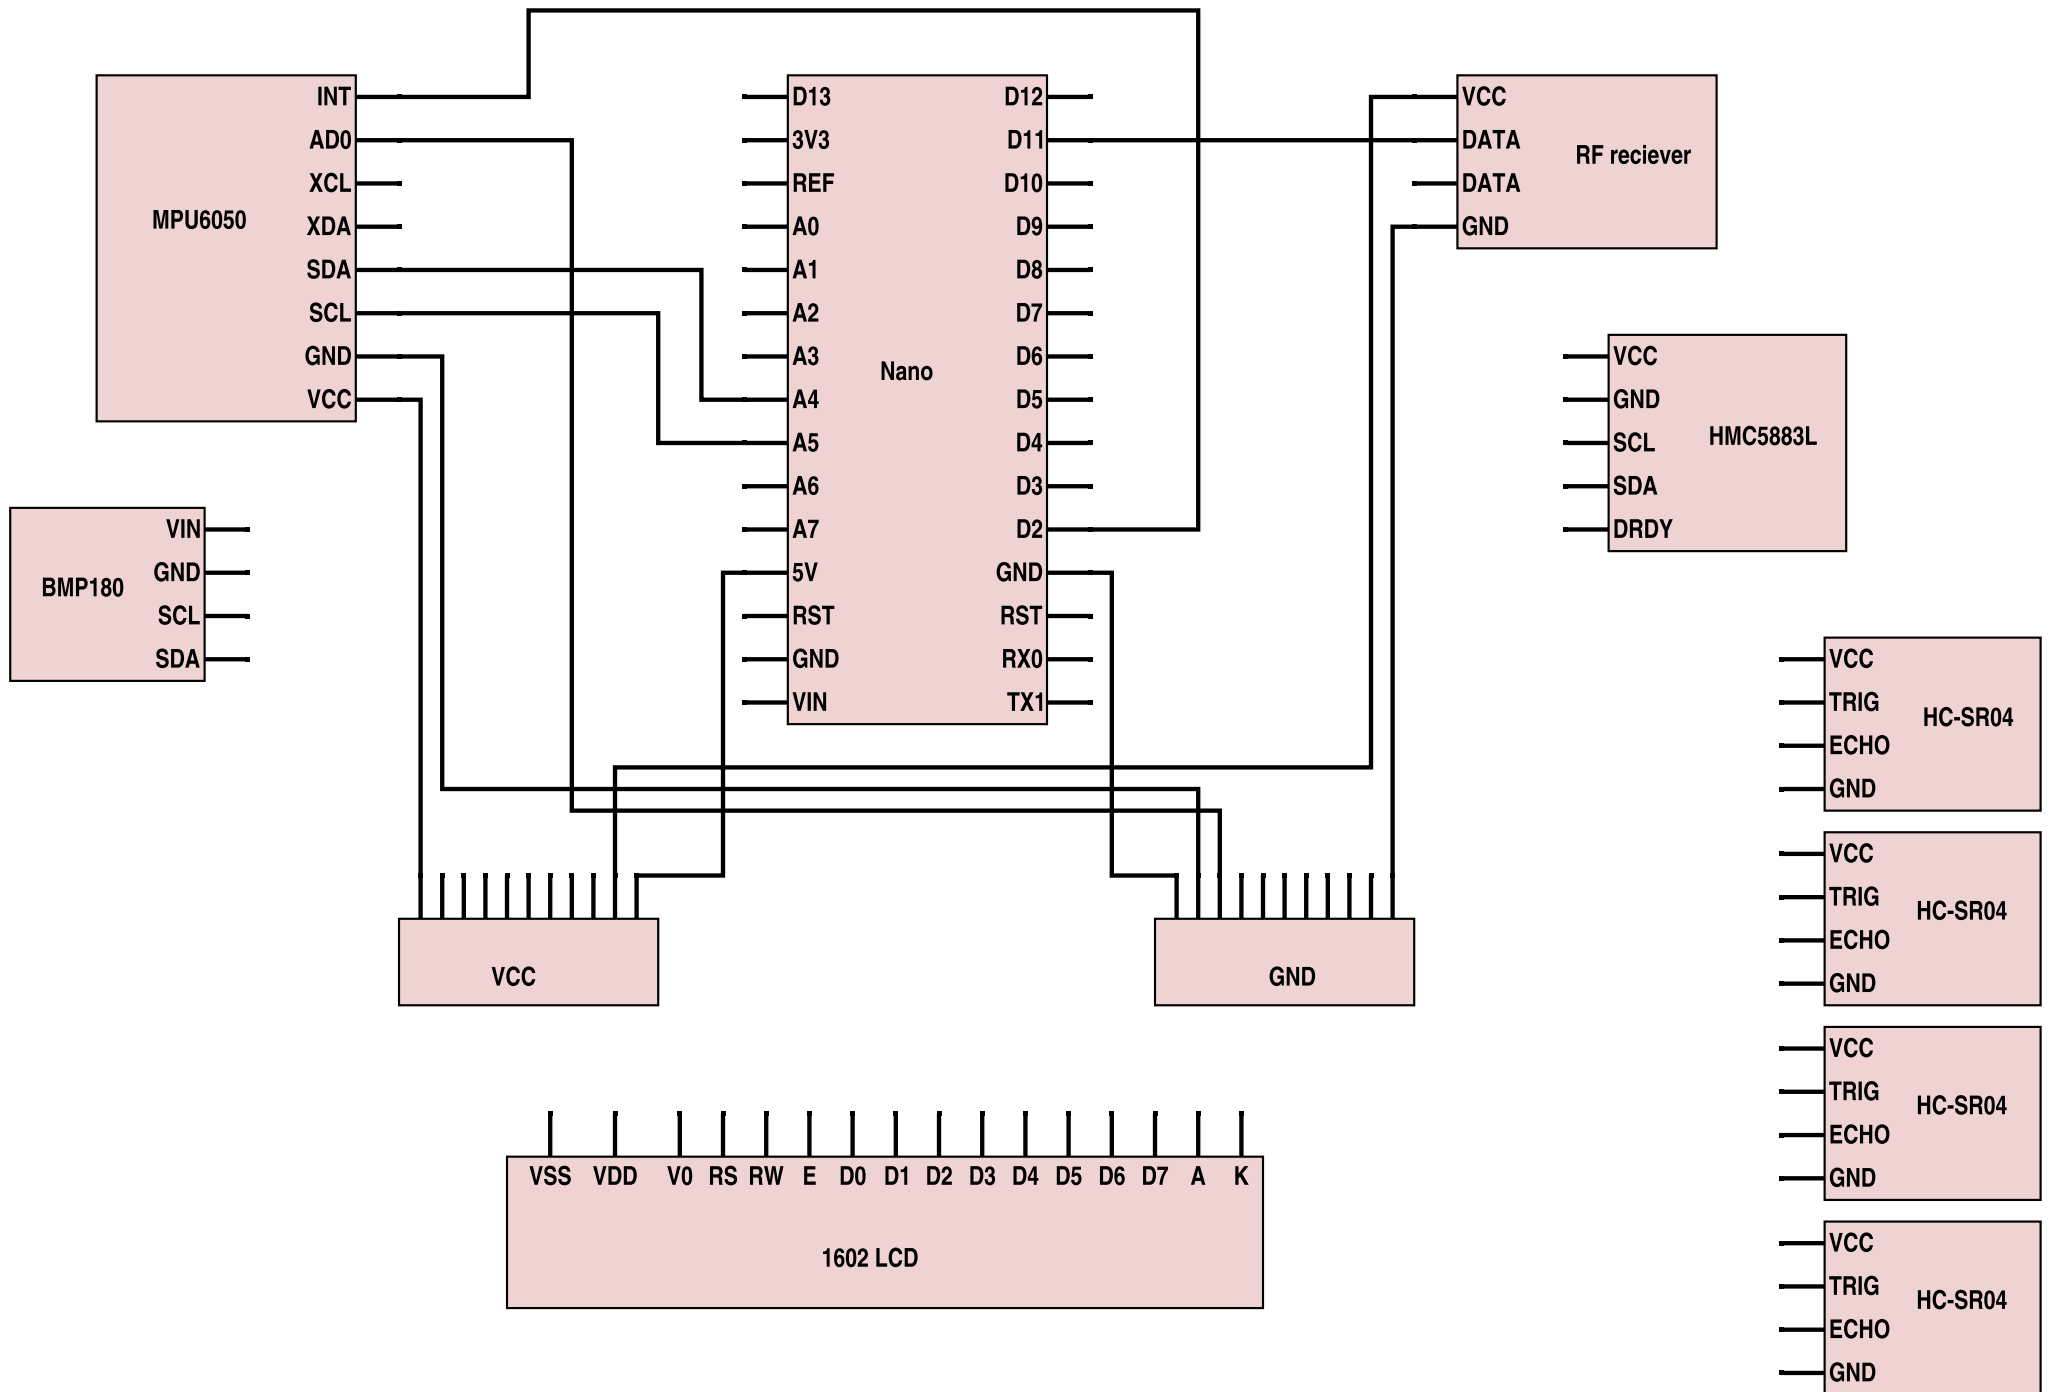 INT
AD0
XCL
XDA
SDA
SCL
GND
VCC
MPU6050
D13
3V3
REF
A0
A1
A2
A3
A4
A5
A6
A7
5V
RST
GND
VIN
Nano
D12
D11
D10
D9
D8
D7
D6
D5
D4
D3
D2
GND
RST
RX0
TX1
VCC
DATA
DATA
GND
RF reciever
VCC
GND
SCL
SDA
DRDY
HMC5883L
VIN
GND
SCL
SDA
BMP180
VCC
TRIG
ECHO
GND
HC-SR04
VCC
TRIG
ECHO
GND
HC-SR04
VCC
GND
VCC
TRIG
ECHO
GND
HC-SR04
VSS VDD V0 RS RW E D0 D1 D2 D3 D4 D5 D6 D7 A K
1602 LCD
VCC
TRIG
ECHO
GND
HC-SR04